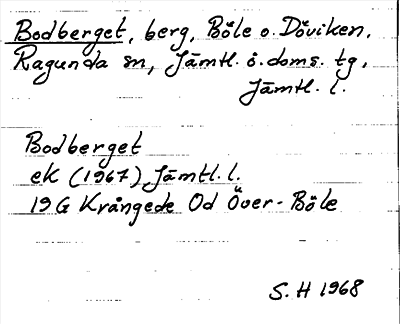 Bodberget, berg, Böle o. Döviken,
Ragunda sn, Jämtl. ö. doms. tg,
Jämtl. l.
Bodberget
ek (1967) Jämtl. l.
19 G Krångede Od Över-Böle
S. H 1968